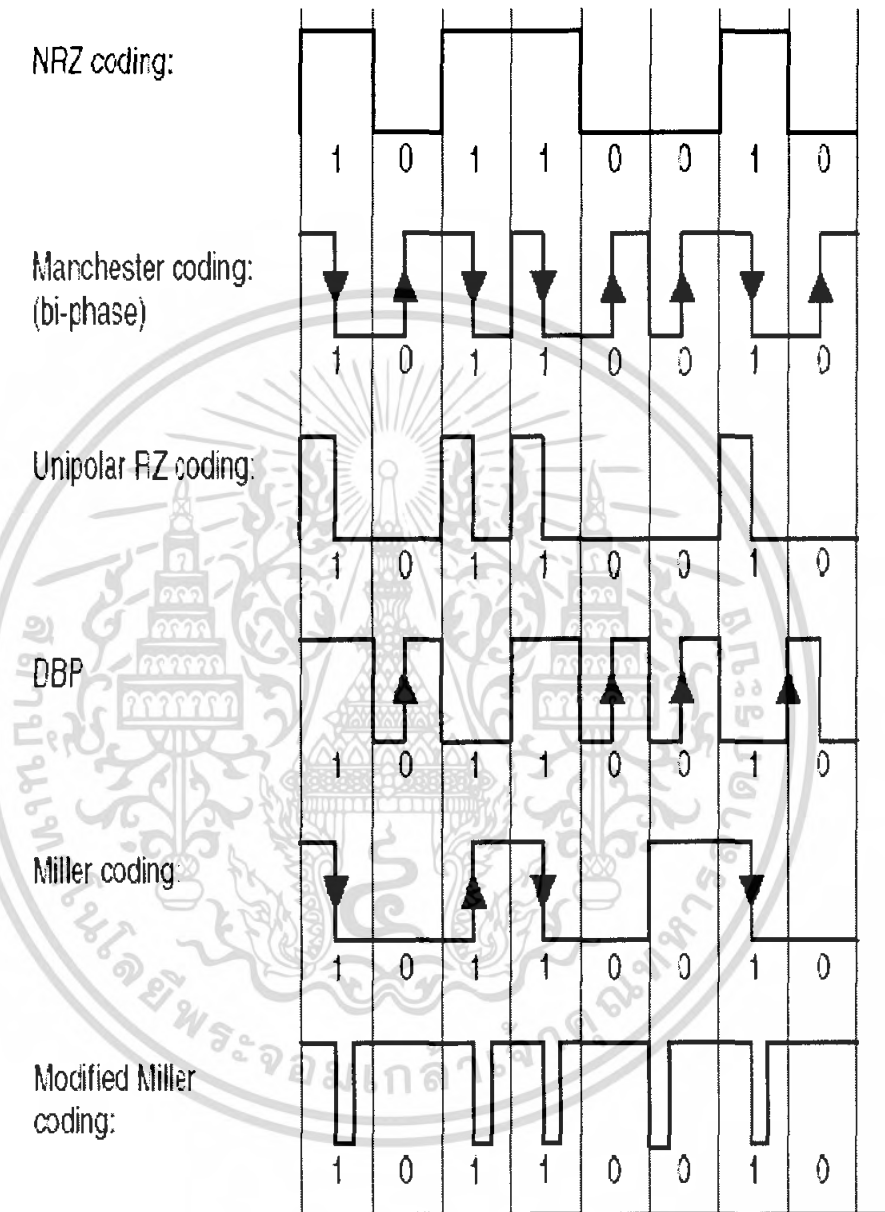 NRZ coding:
1 0 1 1 0 0 1 0
Manchester coding:
(bi-phase)
1 0 1 1 0 0 1 0
Unipolar RZ coding:
1 0 1 1 0 0 1 0
DBP
1 0 1 1 0 0 1 0
Miller coding:
1 0 1 1 0 0 1 0
Modified Miller
coding:
1 0 1 1 0 0 1 0